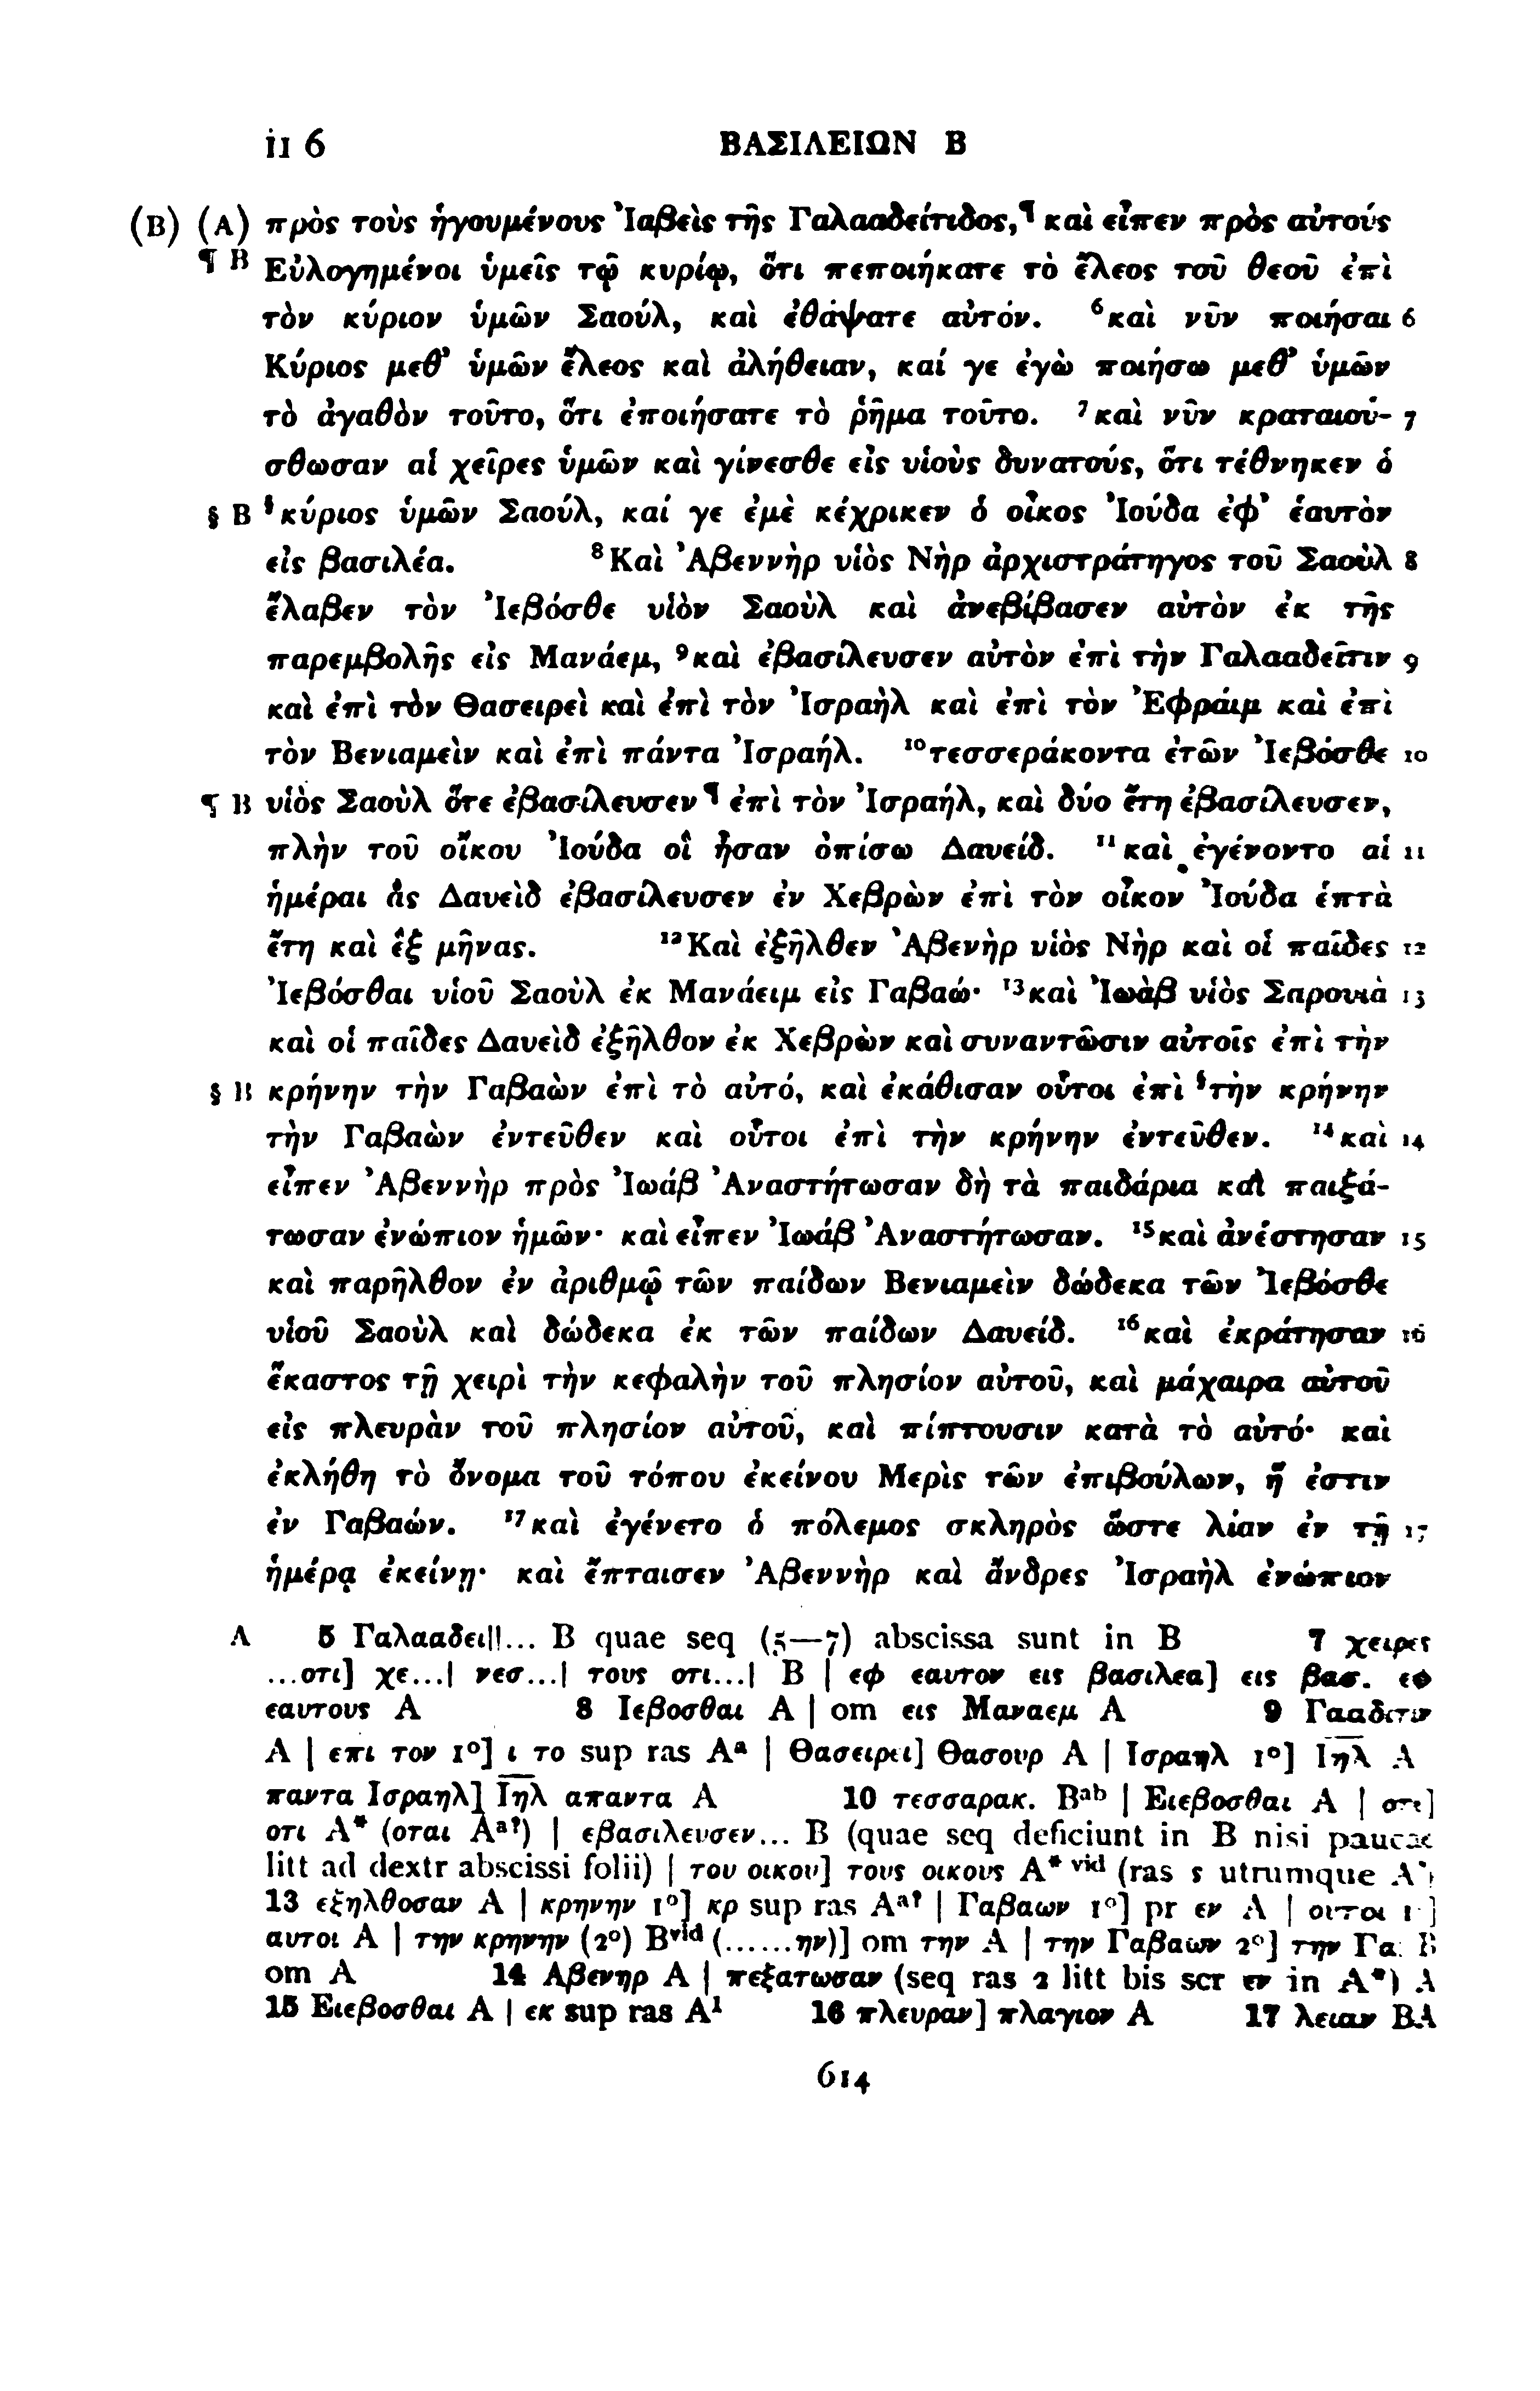 ii 6 ΒΑΣΙΛΕΙΩΝ Β
(B) (A) πρὸς τοὺς ἡγουμένους Ἰαβεὶς τῆς Γαλααδείτιδος,¶ καὶ εἶπεν πρὸς αὐτούς
¶ B Εὐλογημένοι ὑμεῖς τῷ κυρίῳ, ὅτι πεποιήκατε τὸ ἔλεος τοῦ θεοῦ ἐπὶ
τὸν κύριον ὑμῶν Σαούλ, καὶ ἐθάψατε αὐτόν. ⁶καὶ νῦν ποιήσαι 6
Κύριος μεθ’ ὑμῶν ἔλεος καὶ ἀλήθειαν, καί γε ἐγὼ ποιήσω μεθ’ ὑμῶν
τὸ ἀγαθὸν τοῦτο, ὅτι ἐποιήσατε τὸ ῥῆμα τοῦτο. ⁷καὶ νῦν κραταιού- 7
σθωσαν αἱ χεῖρες ὑμῶν καὶ γίνεσθε εἰς υἱοὺς δυνατούς, ὅτι τέθνηκεν ὁ
§ B §κύριος ὑμῶν Σαούλ, καί γε ἐμὲ κέχρικεν ὁ οἶκος Ἰούδα ἐφ’ ἑαυτὸν
εἰς βασιλέα. ⁸Καὶ Ἀβεννὴρ υἱὸς Νὴρ ἀρχιστράτηγος τοῦ Σαοὺλ 8
ἔλαβεν τὸν Ἰεβόσθε υἱὸν Σαοὺλ καὶ ἀνεβίβασεν αὐτὸν ἐκ τῆς
παρεμβολῆς εἰς Μανάεμ, ⁹καὶ ἐβασίλευσεν αὐτὸν ἐπὶ τὴν Γαλααδεῖτιν 9
καὶ ἐπὶ τὸν Θασειρεὶ καὶ ἐπὶ τὸν Ἰσραὴλ καὶ ἐπὶ τὸν Ἐφράιμ καὶ ἐπὶ
τὸν Βενιαμεὶν καὶ ἐπὶ πάντα Ἰσραήλ. ¹⁰τεσσεράκοντα ἐτῶν Ἰεβόσθε 10
¶ B υἱὸς Σαοὺλ ὅτε ἐβασίλευσεν¶ ἐπὶ τὸν Ἰσραήλ, καὶ δύο ἔτη ἐβασίλευσεν,
πλὴν τοῦ οἴκου Ἰούδα οἳ ἦσαν ὀπίσω Δαυείδ. ¹¹καὶ ἐγένοντο αἱ 11
ἡμέραι ἃς Δαυεὶδ ἐβασίλευσεν ἐν Χεβρὼν ἐπὶ τὸν οἶκον Ἰούδα ἑπτὰ
ἔτη καὶ ἓξ μῆνας. ¹²Καὶ ἐξῆλθεν Ἀβενὴρ υἱὸς Νὴρ καὶ οἱ παῖδες 12
Ἰεβόσθαι υἱοῦ Σαοὺλ ἐκ Μανάειμ εἰς Γαβαώ· ¹³καὶ Ἰωὰβ υἱὸς Σαρουιὰ 13
καὶ οἱ παῖδες Δαυεὶδ ἐξῆλθον ἐκ Χεβρὼν καὶ συναντῶσιν αὐτοῖς ἐπὶ τὴν
§ B κρήνην τὴν Γαβαὼν ἐπὶ τὸ αὐτό, καὶ ἐκάθισαν οὗτοι ἐπὶ §τὴν κρήνην
τὴν Γαβαὼν ἐντεῦθεν καὶ οὗτοι ἐπὶ τὴν κρήνην ἐντεῦθεν. ¹⁴καὶ 14
εἶπεν Ἀβεννὴρ πρὸς Ἰωάβ Ἀναστήτωσαν δὴ τὰ παιδάρια καὶ παιξά-
τωσαν ἐνώπιον ἡμῶν· καὶ εἶπεν Ἰωάβ Ἀναστήτωσαν. ¹⁵καὶ ἀνέστησαν 15
καὶ παρῆλθον ἐν ἀριθμῷ τῶν παίδων Βενιαμεὶν δώδεκα τῶν Ἰεβόσθε
υἱοῦ Σαοὺλ καὶ δώδεκα ἐκ τῶν παίδων Δαυείδ. ¹⁶καὶ ἐκράτησαν 16
ἕκαστος τῇ χειρὶ τὴν κεφαλὴν τοῦ πλησίον αὐτοῦ, καὶ μάχαιρα αὐτοῦ
εἰς πλευρὰν τοῦ πλησίον αὐτοῦ, καὶ πίπτουσιν κατὰ τὸ αὐτό· καὶ
ἐκλήθη τὸ ὄνομα τοῦ τόπου ἐκείνου Μερὶς τῶν ἐπιβούλων, ἥ ἐστιν
ἐν Γαβαών. ¹⁷καὶ ἐγένετο ὁ πόλεμος σκληρὸς ὥστε λίαν ἐν τῇ 17
ἡμέρᾳ ἐκείνῃ· καὶ ἔπταισεν Ἀβεννὴρ καὶ ἄνδρες Ἰσραὴλ ἐνώπιον
A 5 Γαλααδει||... B quae seq (5—7) abscissa sunt in B 7 χειρες
...οτι] χε...| νεσ...| τους οτι...| B | εφ εαυτον εις βασιλεα] εις βασ. εφ
εαυτους A 8 Ιεβοσθαι A | om εις Μαναεμ A 9 Γααδιτιν
A | επι τον 1°] ι το sup ras Aᵃ | Θασειρει] Θασουρ A | Ισραηλ 1°] Ιη̅λ̅ A
παντα Ισραηλ] Ιη̅λ̅ απαντα A 10 τεσσαρακ. Bᵃᵇ | Ειεβοσθαι A | οτε]
οτι A* (οται Aᵃ?) | εβασιλευσεν... B (quae seq deficiunt in B nisi paucae
litt ad dextr abscissi folii) | του οικου] τους οικους A* ᵛⁱᵈ (ras ς utrumque A?)
13 εξηλθοσαν A | κρηνην 1°] κρ sup ras Aᵃ? | Γαβαων 1°] pr εν A | ουτοι 1°]
αυτοι A | την κρηνην (2°) Bᵛⁱᵈ (......ην)] om την A | την Γαβαων 2°] την Γα. B
om A 14 Αβενηρ A | πεξατωσαν (seq ras 2 litt bis scr εν in A*) A
15 Ειεβοσθαι A | εκ sup ras A¹ 16 πλευραν] πλαγιον A 17 λειαν BA
614